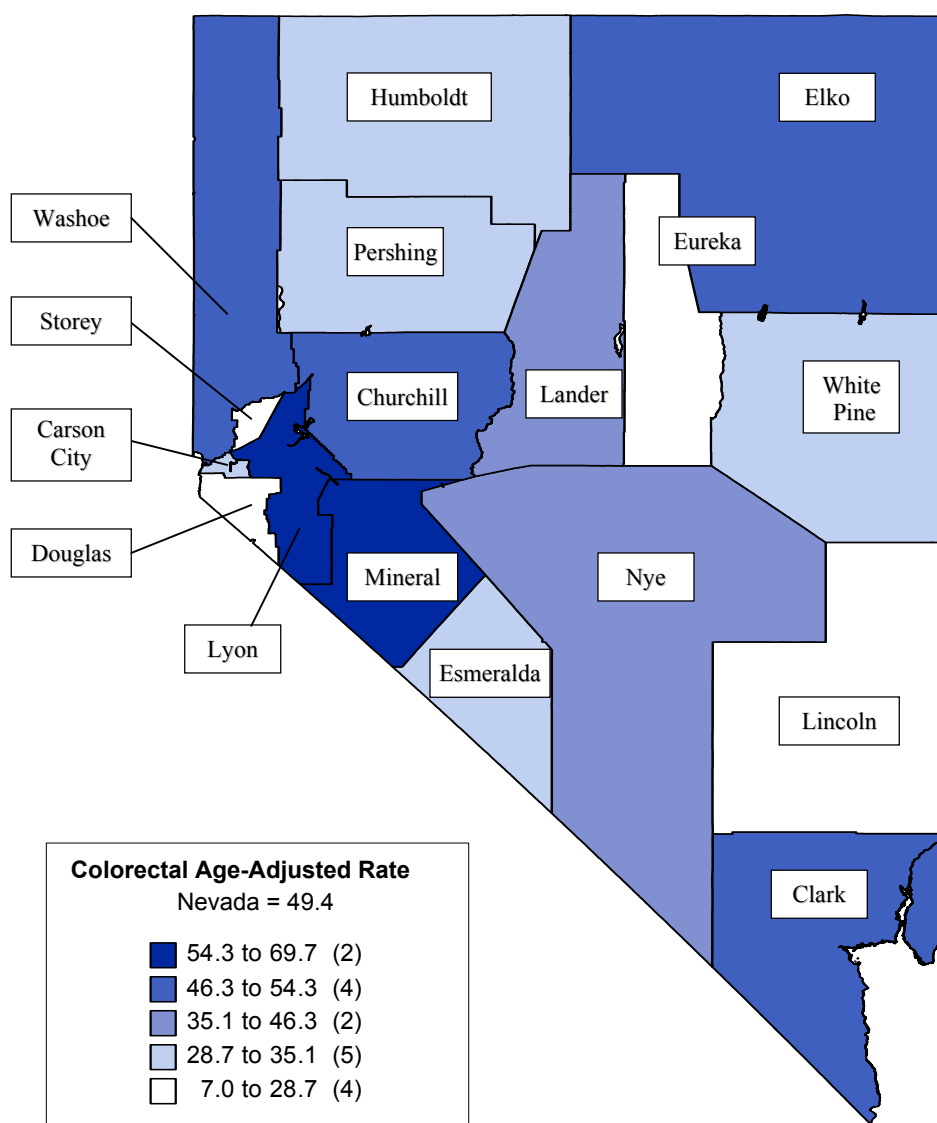 Humboldt
Elko
Washoe
Pershing
Eureka
Storey
Churchill
Lander
White
Pine
Carson
City
Douglas
Mineral
Nye
Lyon
Esmeralda
Lincoln
Clark
Colorectal Age-Adjusted Rate
Nevada = 49.4
54.3 to 69.7 (2)
46.3 to 54.3 (4)
35.1 to 46.3 (2)
28.7 to 35.1 (5)
7.0 to 28.7 (4)